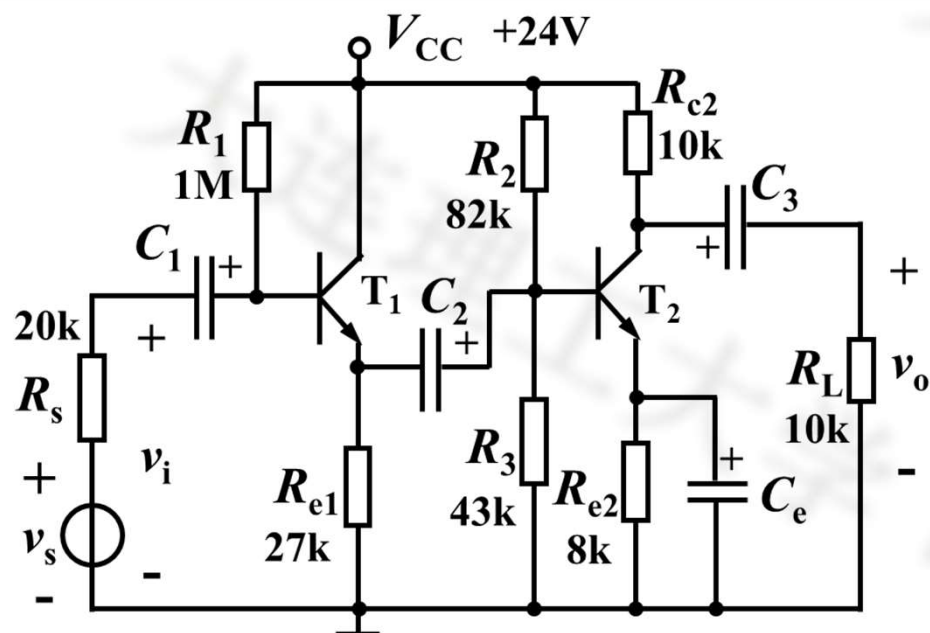 V_CC +24V
R_c2
10k
R_1
1M
R_2
82k
C_3
C_1
+
T_1
C_2
+
T_2
+
+
20k
R_s
+
R_L
10k
v_o
R_3
43k
R_e1
27k
R_e2
8k
+
C_e
-
+
v_i
v_s
-
-